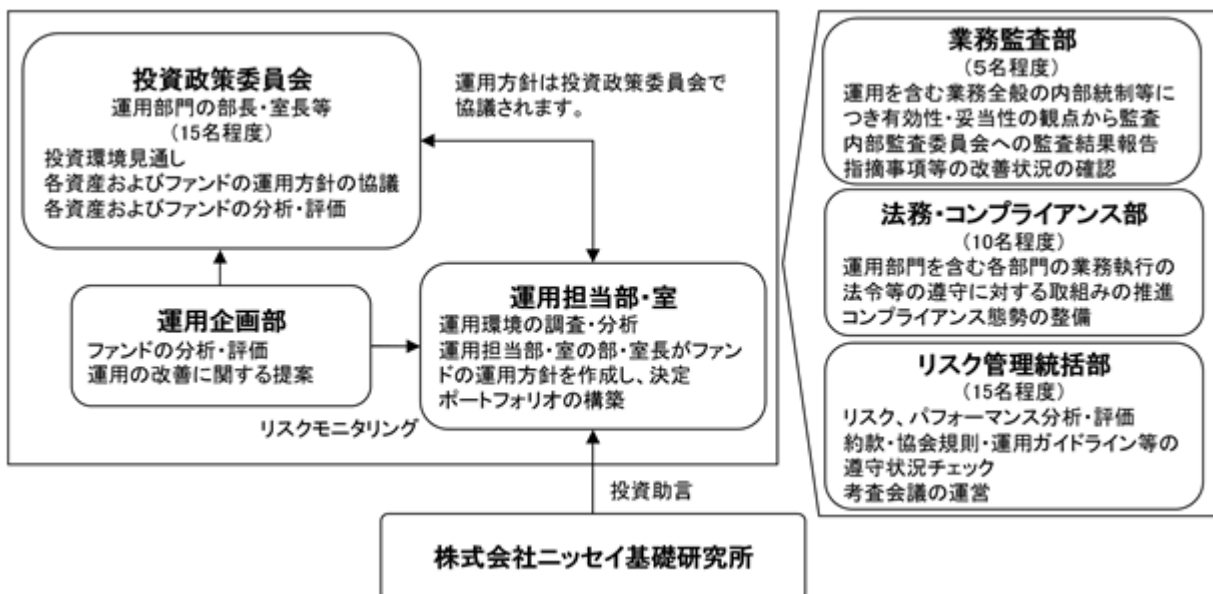 投資政策委員会
運用部門の部長・室長等
(15名程度)
投資環境見通し
各資産およびファンドの運用方針の協議
各資産およびファンドの分析・評価
運用方針は投資政策委員会で
協議されます。
運用企画部
ファンドの分析・評価
運用の改善に関する提案
リスクモニタリング
運用担当部・室
運用環境の調査・分析
運用担当部・室の部・室長がファン
ドの運用方針を作成し、決定
ポートフォリオの構築
投資助言
株式会社ニッセイ基礎研究所
業務監査部
(5名程度)
運用を含む業務全般の内部統制等に
つき有効性・妥当性の観点から監査
内部監査委員会への監査結果報告
指摘事項等の改善状況の確認
法務・コンプライアンス部
(10名程度)
運用部門を含む各部門の業務執行の
法令等の遵守に対する取組みの推進
コンプライアンス態勢の整備
リスク管理統括部
(15名程度)
リスク、パフォーマンス分析・評価
約款・協会規則・運用ガイドライン等の
遵守状況チェック
考査会議の運営